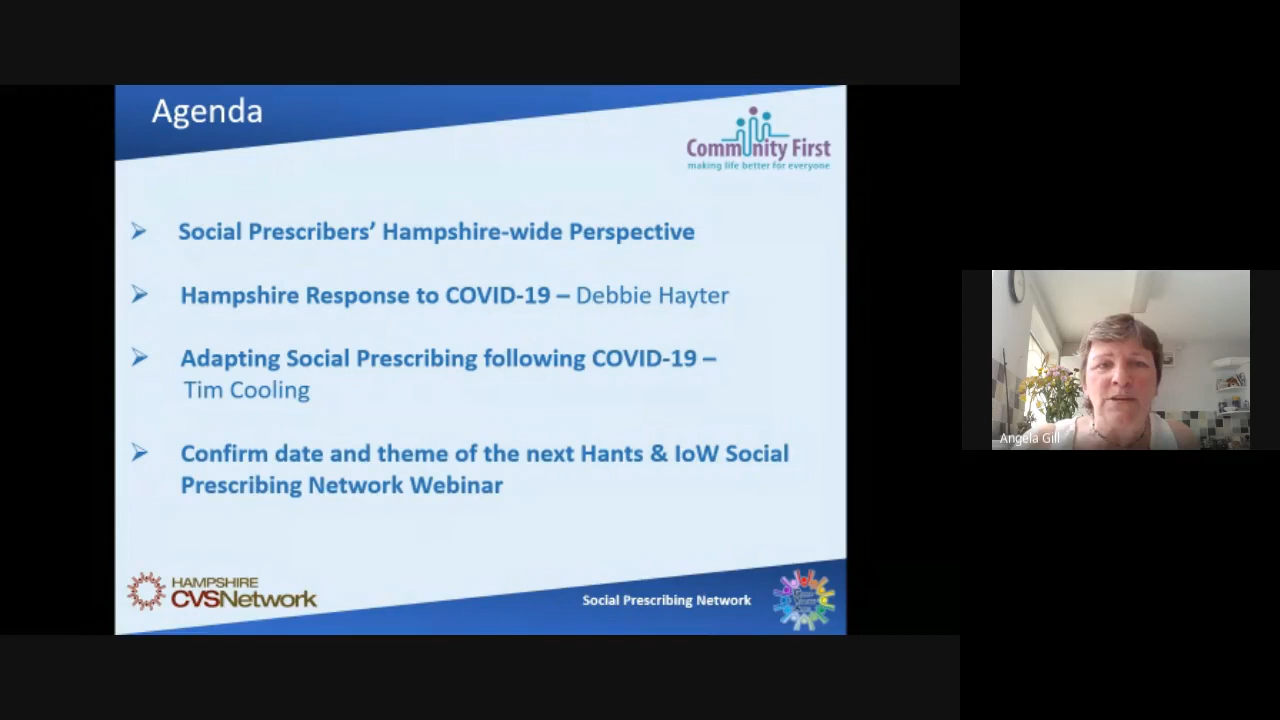 Agenda
Community First
making life better for everyone
Social Prescribers’ Hampshire-wide Perspective
Hampshire Response to COVID-19 – Debbie Hayter
Adapting Social Prescribing following COVID-19 –
Tim Cooling
Confirm date and theme of the next Hants & IoW Social
Prescribing Network Webinar
HAMPSHIRE
CVSNetwork
Social Prescribing Network
Angela Gill